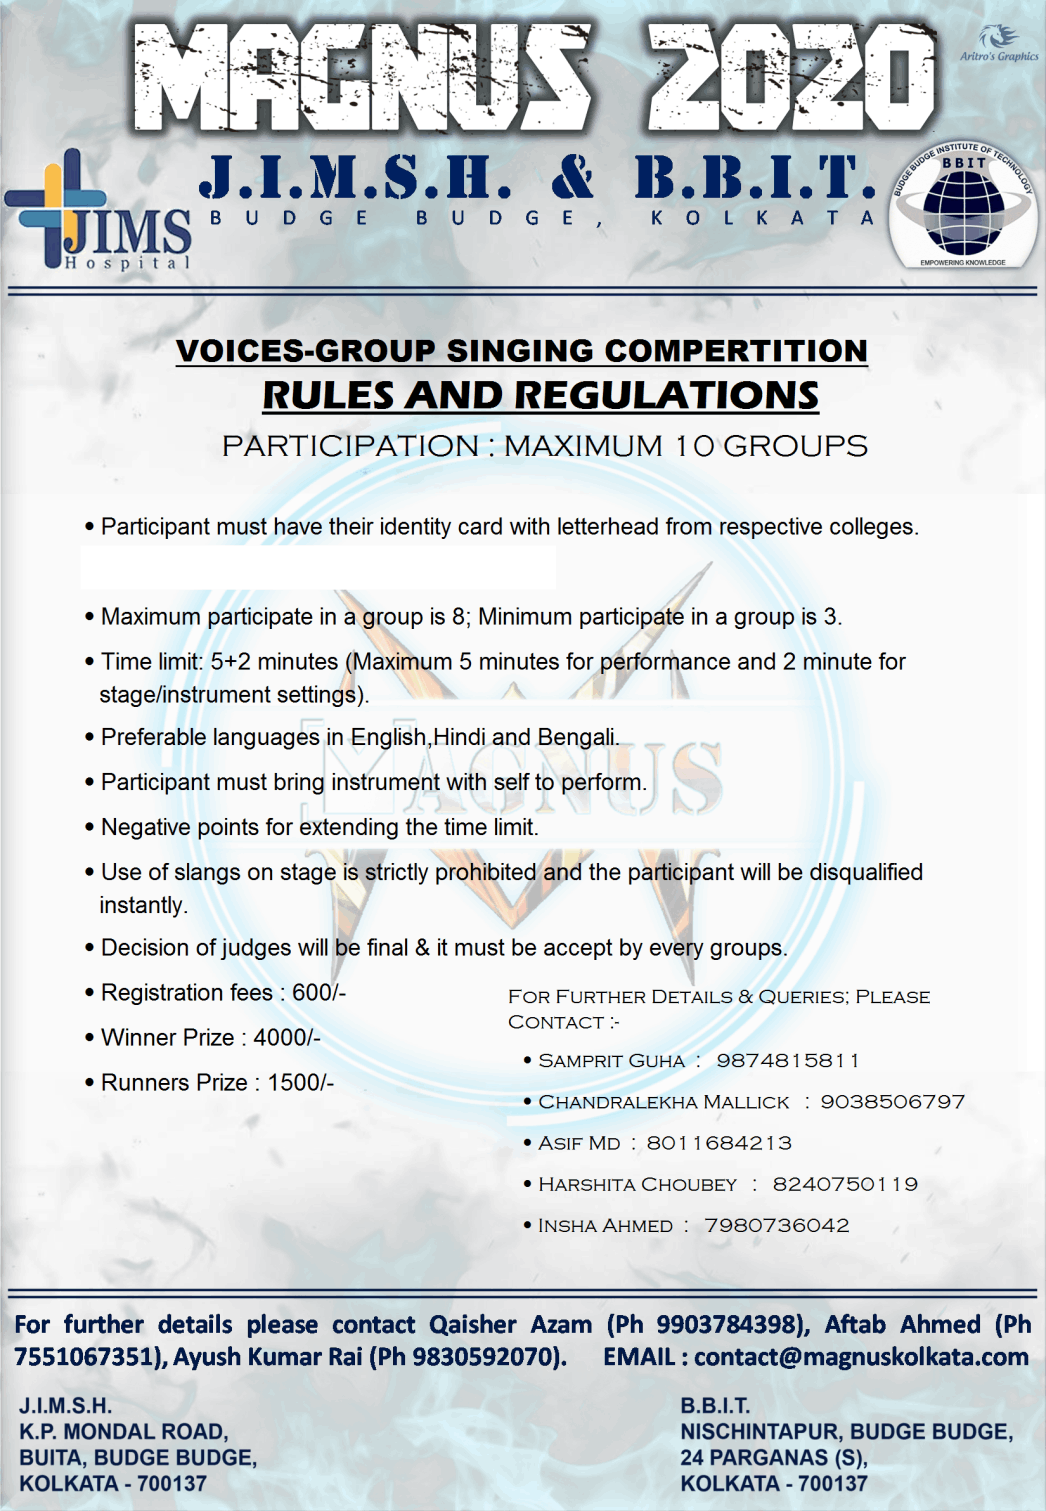 MAGNUS 2020
Aritro's Graphics
J.I.M.S.H. & B.B.I.T.
BUDGE BUDGE, KOLKATA
JIMS
Hospital
BUDGE BUDGE INSTITUTE OF TECHNOLOGY
BBIT
EMPOWERING KNOWLEDGE
VOICES-GROUP SINGING COMPERTITION
RULES AND REGULATIONS
PARTICIPATION : MAXIMUM 10 GROUPS
• Participant must have their identity card with letterhead from respective colleges.
• Maximum participate in a group is 8; Minimum participate in a group is 3.
• Time limit: 5+2 minutes (Maximum 5 minutes for performance and 2 minute for
stage/instrument settings).
• Preferable languages in English,Hindi and Bengali.
• Participant must bring instrument with self to perform.
MAGNUS
• Negative points for extending the time limit.
• Use of slangs on stage is strictly prohibited and the participant will be disqualified
instantly.
• Decision of judges will be final & it must be accept by every groups.
• Registration fees : 600/-
• Winner Prize : 4000/-
• Runners Prize : 1500/-
FOR FURTHER DETAILS & QUERIES; PLEASE
CONTACT :-
• SAMPRIT GUHA : 9874815811
• CHANDRALEKHA MALLICK : 9038506797
• ASIF MD : 8011684213
• HARSHITA CHOUBEY : 8240750119
• INSHA AHMED : 7980736042
For further details please contact Qaisher Azam (Ph 9903784398), Aftab Ahmed (Ph
7551067351), Ayush Kumar Rai (Ph 9830592070). EMAIL : contact@magnuskolkata.com
J.I.M.S.H.
K.P. MONDAL ROAD,
BUITA, BUDGE BUDGE,
KOLKATA - 700137
B.B.I.T.
NISCHINTAPUR, BUDGE BUDGE,
24 PARGANAS (S),
KOLKATA - 700137